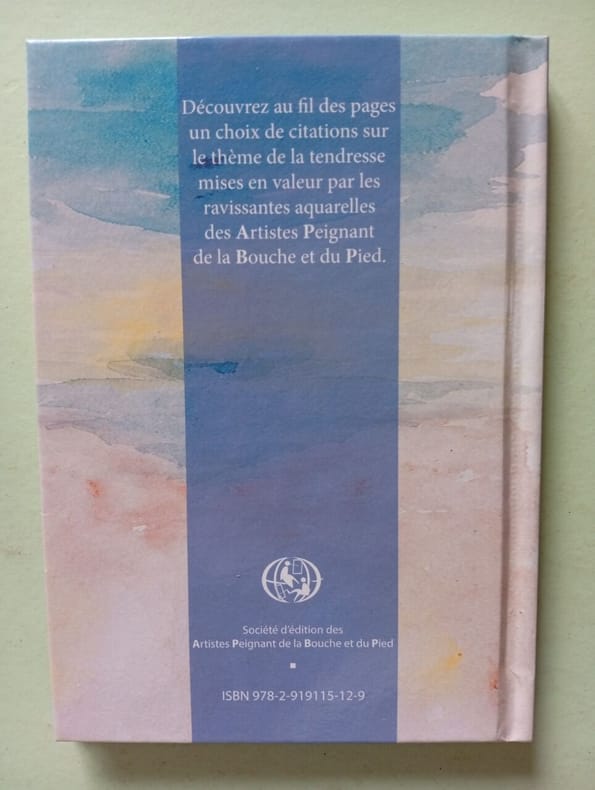 Découvrez au fil des pages
un choix de citations sur
le thème de la tendresse
mises en valeur par les
ravissantes aquarelles
des Artistes Peignant
de la Bouche et du Pied.
Société d'édition des
Artistes Peignant de la Bouche et du Pied
ISBN 978-2-919115-12-9